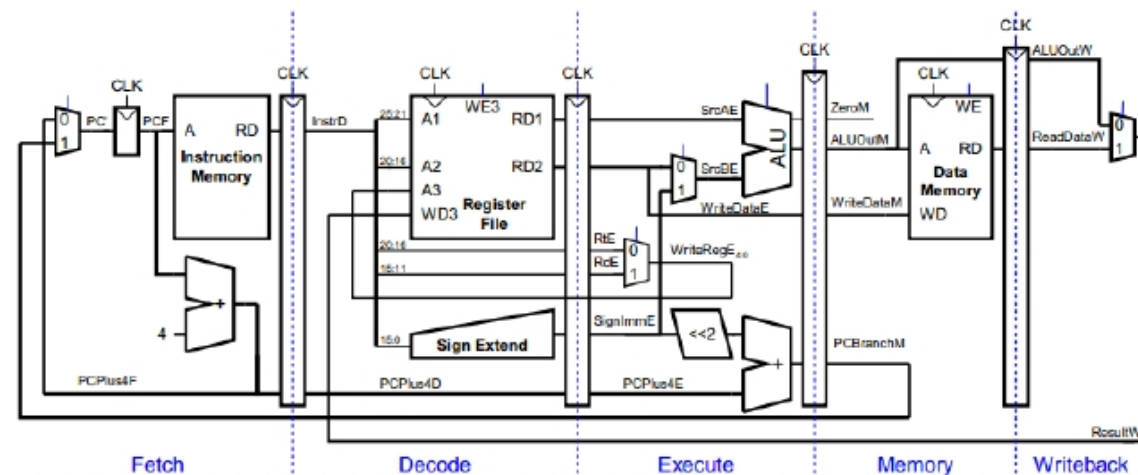 CLK
ALUOutW
CLK
CLK
CLK
CLK
CLK
CLK
CLK
0
1
PC'
PCF
A RD
Instruction
Memory
InstrD
25:21
A1
WE3
RD1
20:16
A2
RD2
A3
WD3
Register
File
SrcAE
0
1
SrcBE
ALU
ZeroM
ALUOutM
WriteDataE
WriteDataM
WE
A RD
Data
Memory
WD
ReadDataW
0
1
20:16
RtE
15:11
RdE
0
1
WriteRegE4:0
4
+
15:0
Sign Extend
SignImmE
<<2
+
PCBranchM
PCPlus4F
PCPlus4D
PCPlus4E
ResultW
Fetch
Decode
Execute
Memory
Writeback